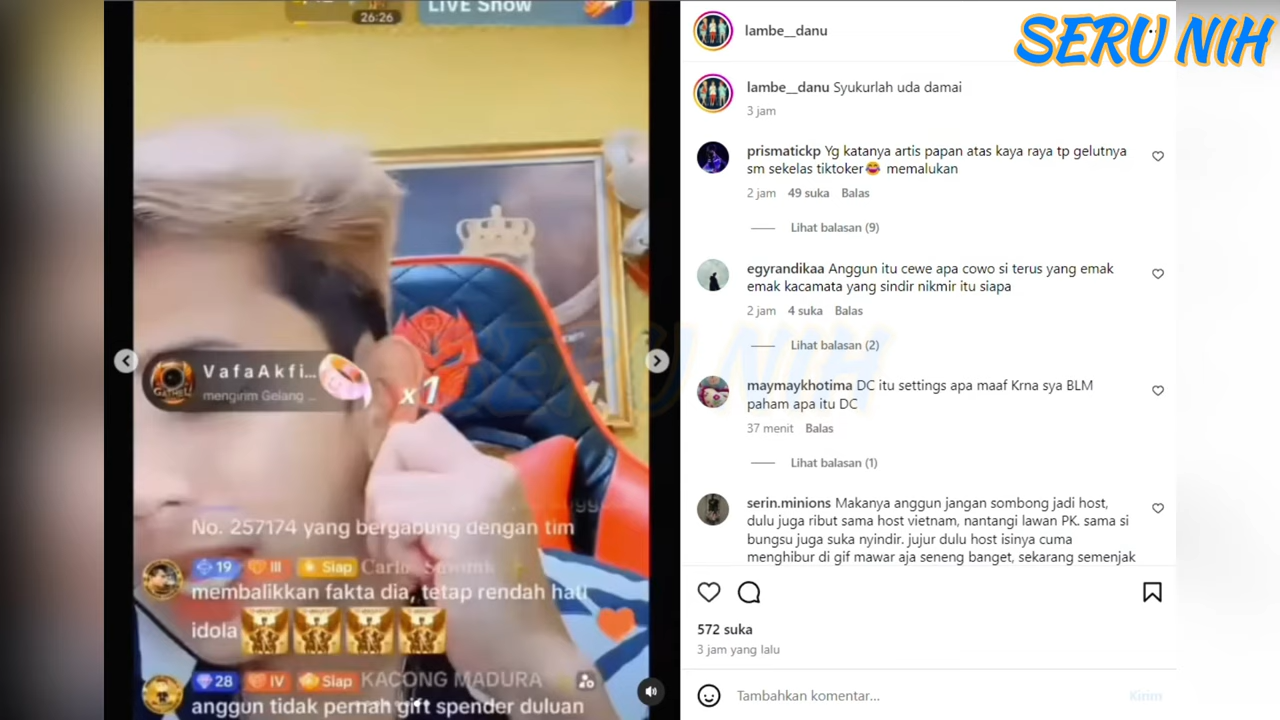 26:26
LIVE Show
SERU NIH
lambe__danu
lambe__danu Syukurlah uda damai
3 jam
prismatickp Yg katanya artis papan atas kaya raya tp gelutnya
sm sekelas tiktoker😂 memalukan
2 jam 49 suka Balas
Lihat balasan (9)
egyrandikaa Anggun itu cewe apa cowo si terus yang emak
emak kacamata yang sindir nikmir itu siapa
2 jam 4 suka Balas
Lihat balasan (2)
maymaykhotima DC itu settings apa maaf Krna sya BLM
paham apa itu DC
37 menit Balas
Lihat balasan (1)
serin.minions Makanya anggun jangan sombong jadi host,
dulu juga ribut sama host vietnam, nantangi lawan PK. sama si
bungsu juga suka nyindir. jujur dulu host isinya cuma
menghibur di gif mawar aja seneng banget, sekarang semenjak
572 suka
3 jam yang lalu
Tambahkan komentar...
Kirim
VafaAkfi...
mengirim Gelang ...
x1
SERU NIH
No. 257174 yang bergabung dengan tim
19 III Siap
membalikkan fakta dia, tetap rendah hati
idola
28 IV Siap KACONG MADURA
anggun tidak pernah gift spender duluan